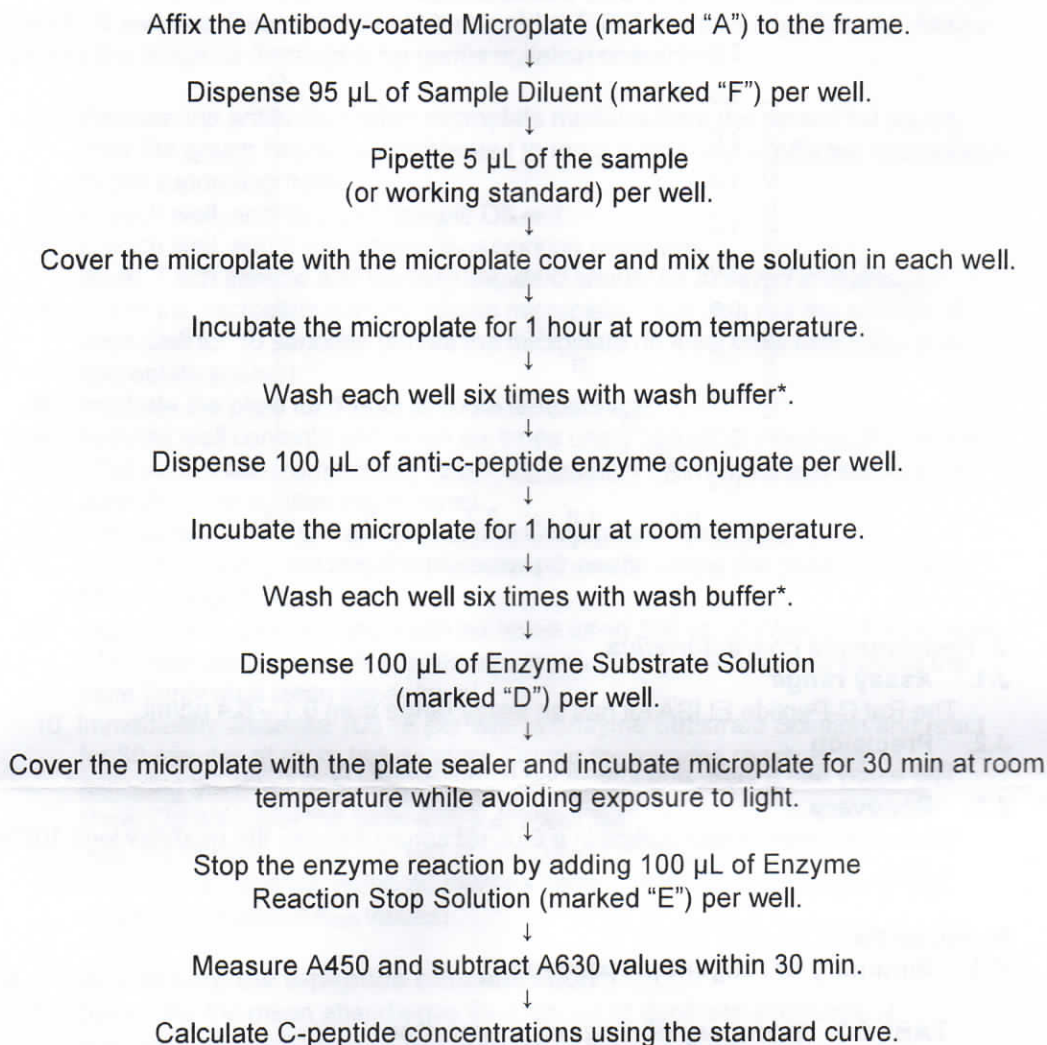 Affix the Antibody-coated Microplate (marked “A”) to the frame.
↓
Dispense 95 µL of Sample Diluent (marked “F”) per well.
↓
Pipette 5 µL of the sample
(or working standard) per well.
↓
Cover the microplate with the microplate cover and mix the solution in each well.
↓
Incubate the microplate for 1 hour at room temperature.
↓
Wash each well six times with wash buffer*.
↓
Dispense 100 µL of anti-c-peptide enzyme conjugate per well.
↓
Incubate the microplate for 1 hour at room temperature.
↓
Wash each well six times with wash buffer*.
↓
Dispense 100 µL of Enzyme Substrate Solution
(marked “D”) per well.
↓
Cover the microplate with the plate sealer and incubate microplate for 30 min at room
temperature while avoiding exposure to light.
↓
Stop the enzyme reaction by adding 100 µL of Enzyme
Reaction Stop Solution (marked “E”) per well.
↓
Measure A450 and subtract A630 values within 30 min.
↓
Calculate C-peptide concentrations using the standard curve.